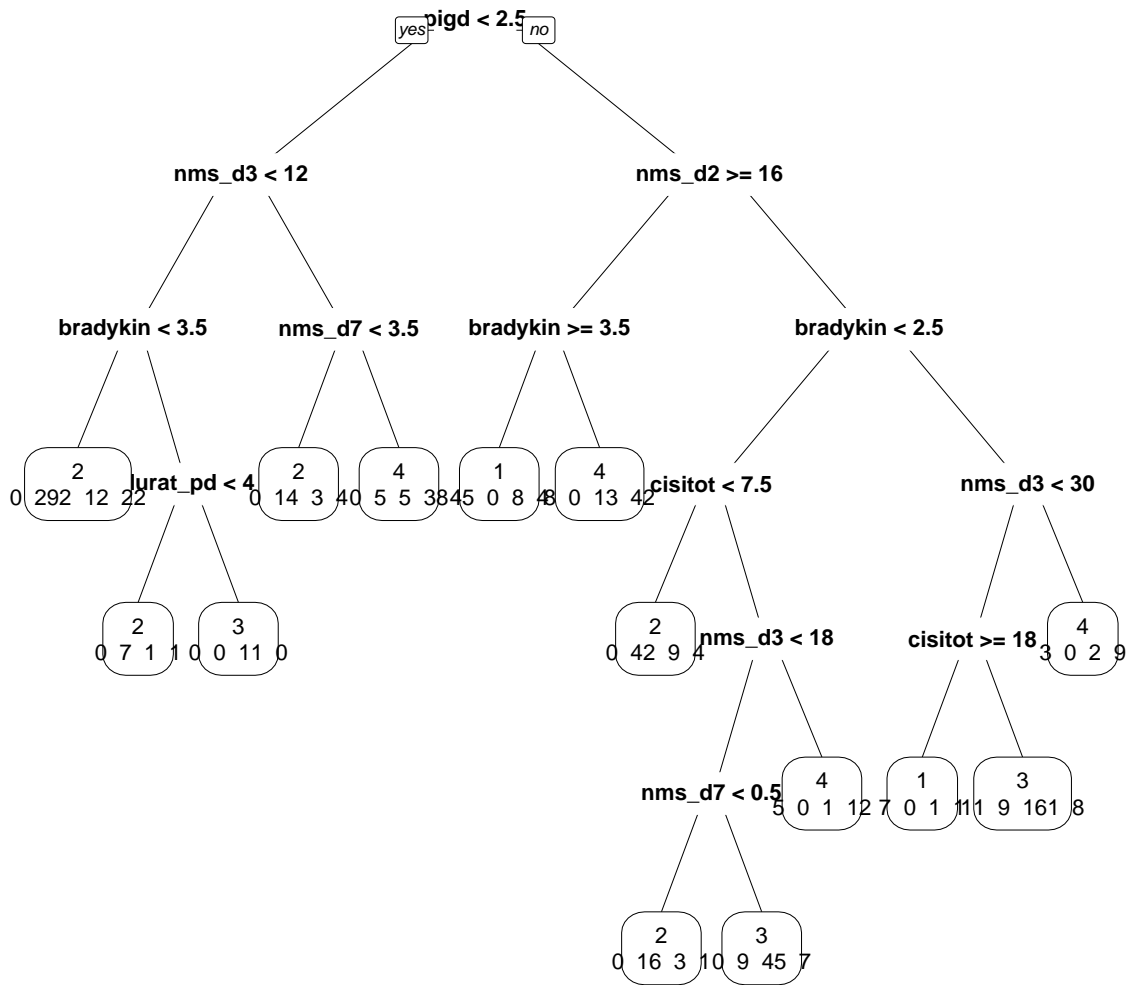 pigd < 2.5
yes no
nms_d3 < 12 nms_d2 >= 16
bradykin < 3.5 nms_d7 < 3.5 bradykin >= 3.5 bradykin < 2.5
2 2 4 1 4
durat_pd < 4 cisitot < 7.5 nms_d3 < 30
0 292 12 22 0 14 3 4 0 5 5 38 45 0 8 4 8 0 13 42
2 3 2 4
nms_d3 < 18 cisitot >= 18
0 7 1 1 0 0 11 0 0 42 9 4 3 0 2 9
4 1 3
nms_d7 < 0.5
5 0 1 12 7 0 1 1 11 9 161 8
2 3
0 16 3 1 0 9 45 7